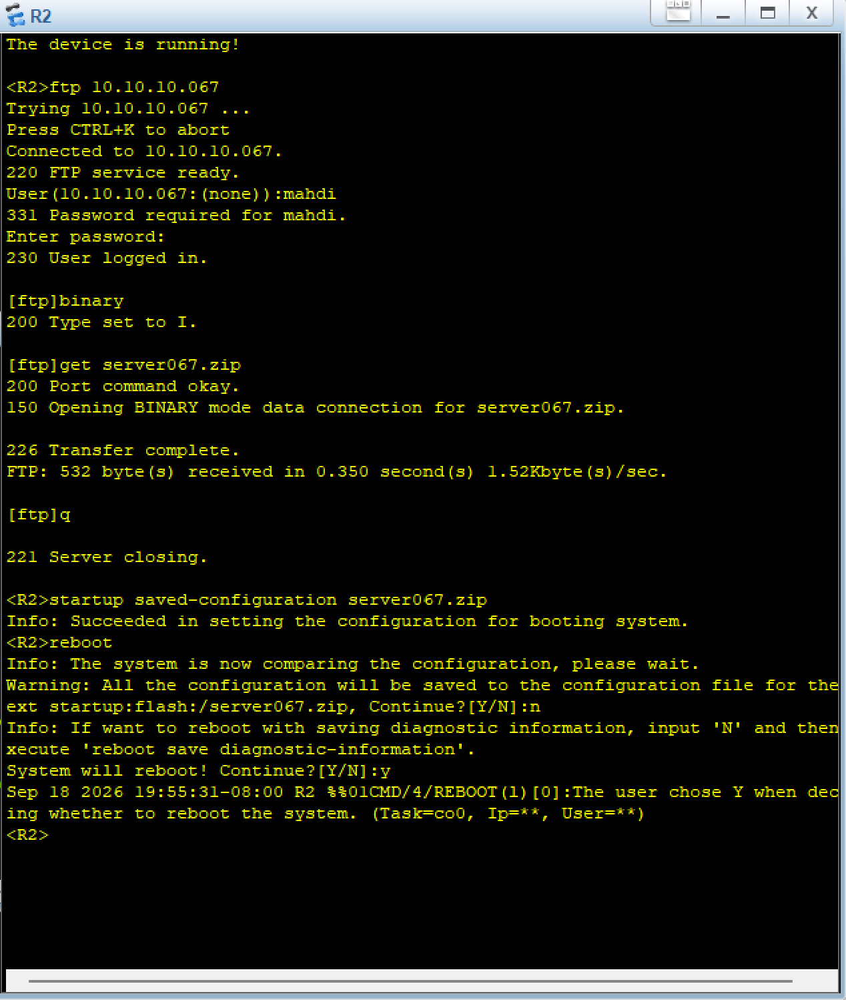 R2
The device is running!
<R2>ftp 10.10.10.067
Trying 10.10.10.067 ...
Press CTRL+K to abort
Connected to 10.10.10.067.
220 FTP service ready.
User(10.10.10.067:(none)):mahdi
331 Password required for mahdi.
Enter password:
230 User logged in.
[ftp]binary
200 Type set to I.
[ftp]get server067.zip
200 Port command okay.
150 Opening BINARY mode data connection for server067.zip.
226 Transfer complete.
FTP: 532 byte(s) received in 0.350 second(s) 1.52Kbyte(s)/sec.
[ftp]q
221 Server closing.
<R2>startup saved-configuration server067.zip
Info: Succeeded in setting the configuration for booting system.
<R2>reboot
Info: The system is now comparing the configuration, please wait.
Warning: All the configuration will be saved to the configuration file for the
ext startup:flash:/server067.zip, Continue?[Y/N]:n
Info: If want to reboot with saving diagnostic information, input 'N' and then
xecute 'reboot save diagnostic-information'.
System will reboot! Continue?[Y/N]:y
Sep 18 2026 19:55:31-08:00 R2 %%01CMD/4/REBOOT(l)[0]:The user chose Y when dec
ing whether to reboot the system. (Task=co0, Ip=**, User=**)
<R2>